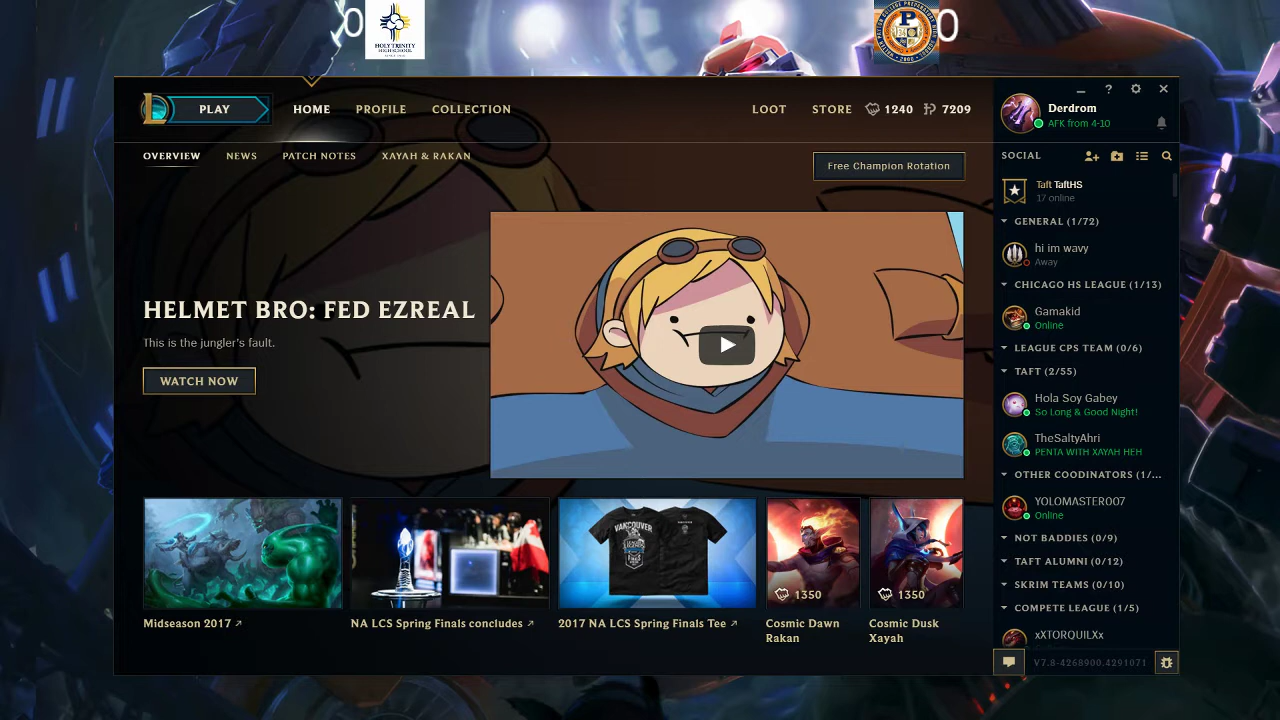 0
HOLY TRINITY
HIGH SCHOOL
P
0
PLAY
HOME
PROFILE
COLLECTION
LOOT
STORE
1240
7209
?
Derdrom
AFK from 4-10
OVERVIEW
NEWS
PATCH NOTES
XAYAH & RAKAN
Free Champion Rotation
SOCIAL
Taft TaftHS
17 online
GENERAL (1/72)
hi im wavy
Away
CHICAGO HS LEAGUE (1/13)
Gamakid
Online
LEAGUE CPS TEAM (0/6)
TAFT (2/55)
Hola Soy Gabey
So Long & Good Night!
TheSaltyAhri
PENTA WITH XAYAH HEH
OTHER COODINATORS (1/...
YOLOMASTER007
Online
NOT BADDIES (0/9)
TAFT ALUMNI (0/12)
SKRIM TEAMS (0/10)
COMPETE LEAGUE (1/5)
xXTORQUILXx
V7.8-4268900.4291071
HELMET BRO: FED EZREAL
This is the jungler's fault.
WATCH NOW
VANCOUVER
1350
1350
Midseason 2017
NA LCS Spring Finals concludes
2017 NA LCS Spring Finals Tee
Cosmic Dawn
Rakan
Cosmic Dusk
Xayah